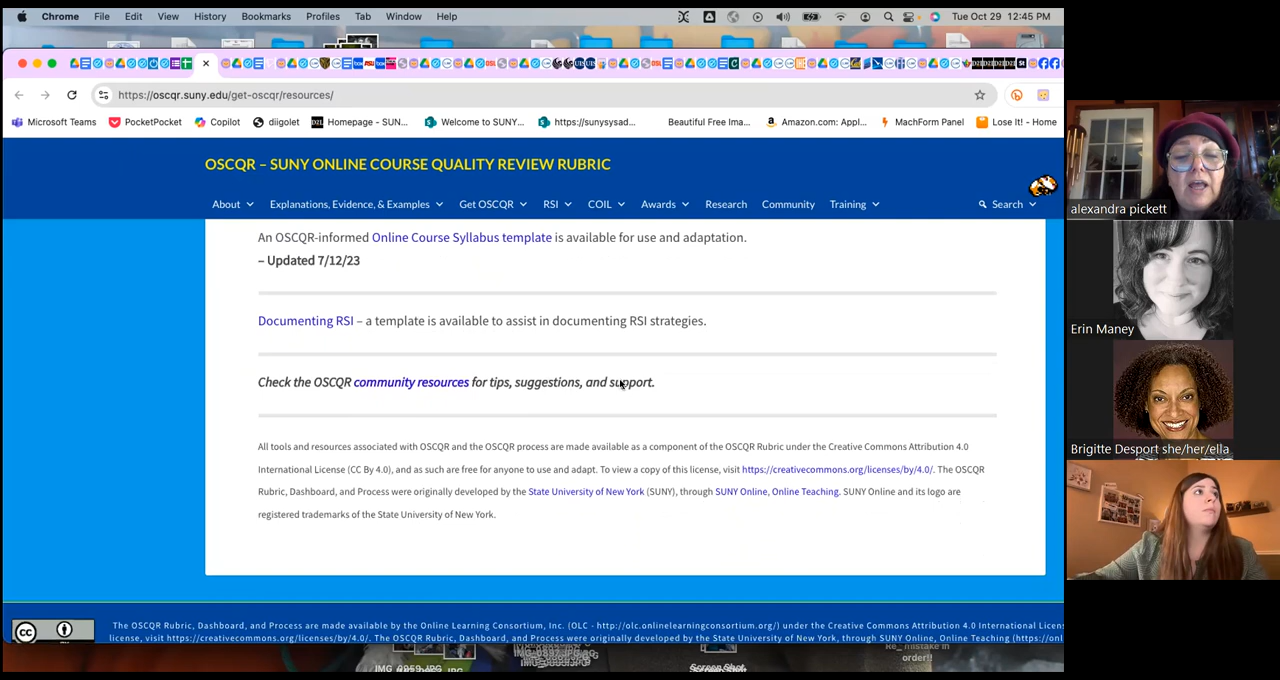 Chrome File Edit View History Bookmarks Profiles Tab Window Help Tue Oct 29 12:45 PM
https://oscqr.suny.edu/get-oscqr/resources/
Microsoft Teams PocketPocket Copilot diigolet Homepage - SUN... Welcome to SUNY... https://sunysysad... Beautiful Free Ima... Amazon.com: Appl... MachForm Panel Lose It! - Home
OSCQR – SUNY ONLINE COURSE QUALITY REVIEW RUBRIC
About Explanations, Evidence, & Examples Get OSCQR RSI COIL Awards Research Community Training Search
An OSCQR-informed Online Course Syllabus template is available for use and adaptation.
– Updated 7/12/23
Documenting RSI – a template is available to assist in documenting RSI strategies.
Check the OSCQR community resources for tips, suggestions, and support.
All tools and resources associated with OSCQR and the OSCQR process are made available as a component of the OSCQR Rubric under the Creative Commons Attribution 4.0
International License (CC By 4.0), and as such are free for anyone to use and adapt. To view a copy of this license, visit https://creativecommons.org/licenses/by/4.0/. The OSCQR
Rubric, Dashboard, and Process were originally developed by the State University of New York (SUNY), through SUNY Online, Online Teaching. SUNY Online and its logo are
registered trademarks of the State University of New York.
The OSCQR Rubric, Dashboard, and Process are made available by the Online Learning Consortium, Inc. (OLC - http://olc.onlinelearningconsortium.org/) under the Creative Commons Attribution 4.0 International Licen
license, visit https://creativecommons.org/licenses/by/4.0/. The OSCQR Rubric, Dashboard, and Process were originally developed by the State University of New York, through SUNY Online, Online Teaching (https://onl
cc
mistake in
order!!
Screen Shot
alexandra pickett
Erin Maney
Brigitte Desport she/her/ella